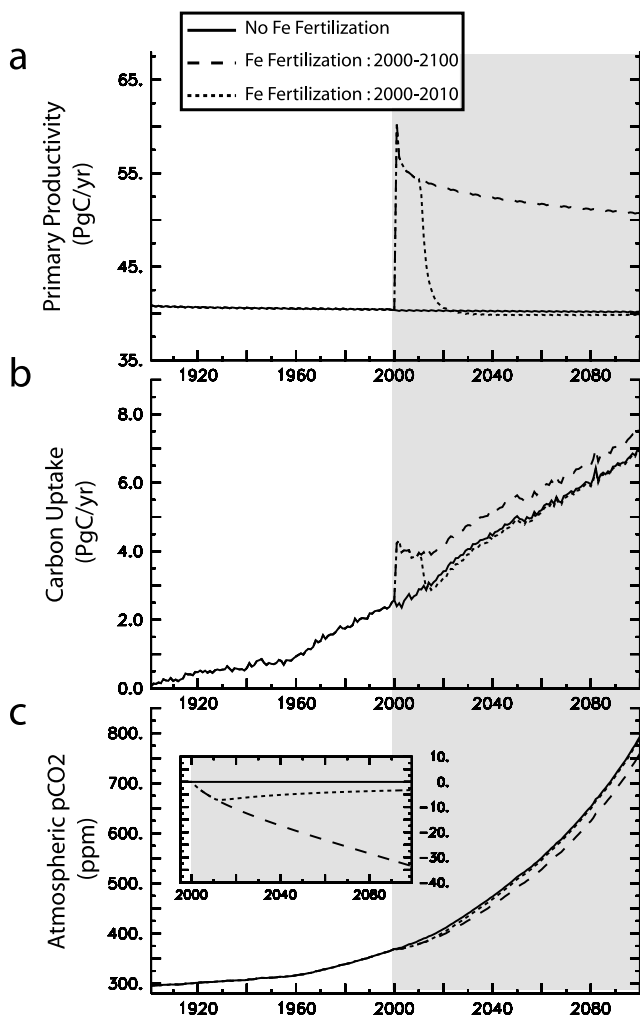 No Fe Fertilization
Fe Fertilization : 2000-2100
Fe Fertilization : 2000-2010
a
65.
55.
45.
35.
Primary Productivity
(PgC/yr)
1920 1960 2000 2040 2080
b
8.0
6.0
4.0
2.0
0.0
Carbon Uptake
(PgC/yr)
1920 1960 2000 2040 2080
c
800.
700.
600.
500.
400.
300.
Atmospheric pCO2
(ppm)
10.
0.
-10.
-20.
-30.
-40.
2000 2040 2080
1920 1960 2000 2040 2080